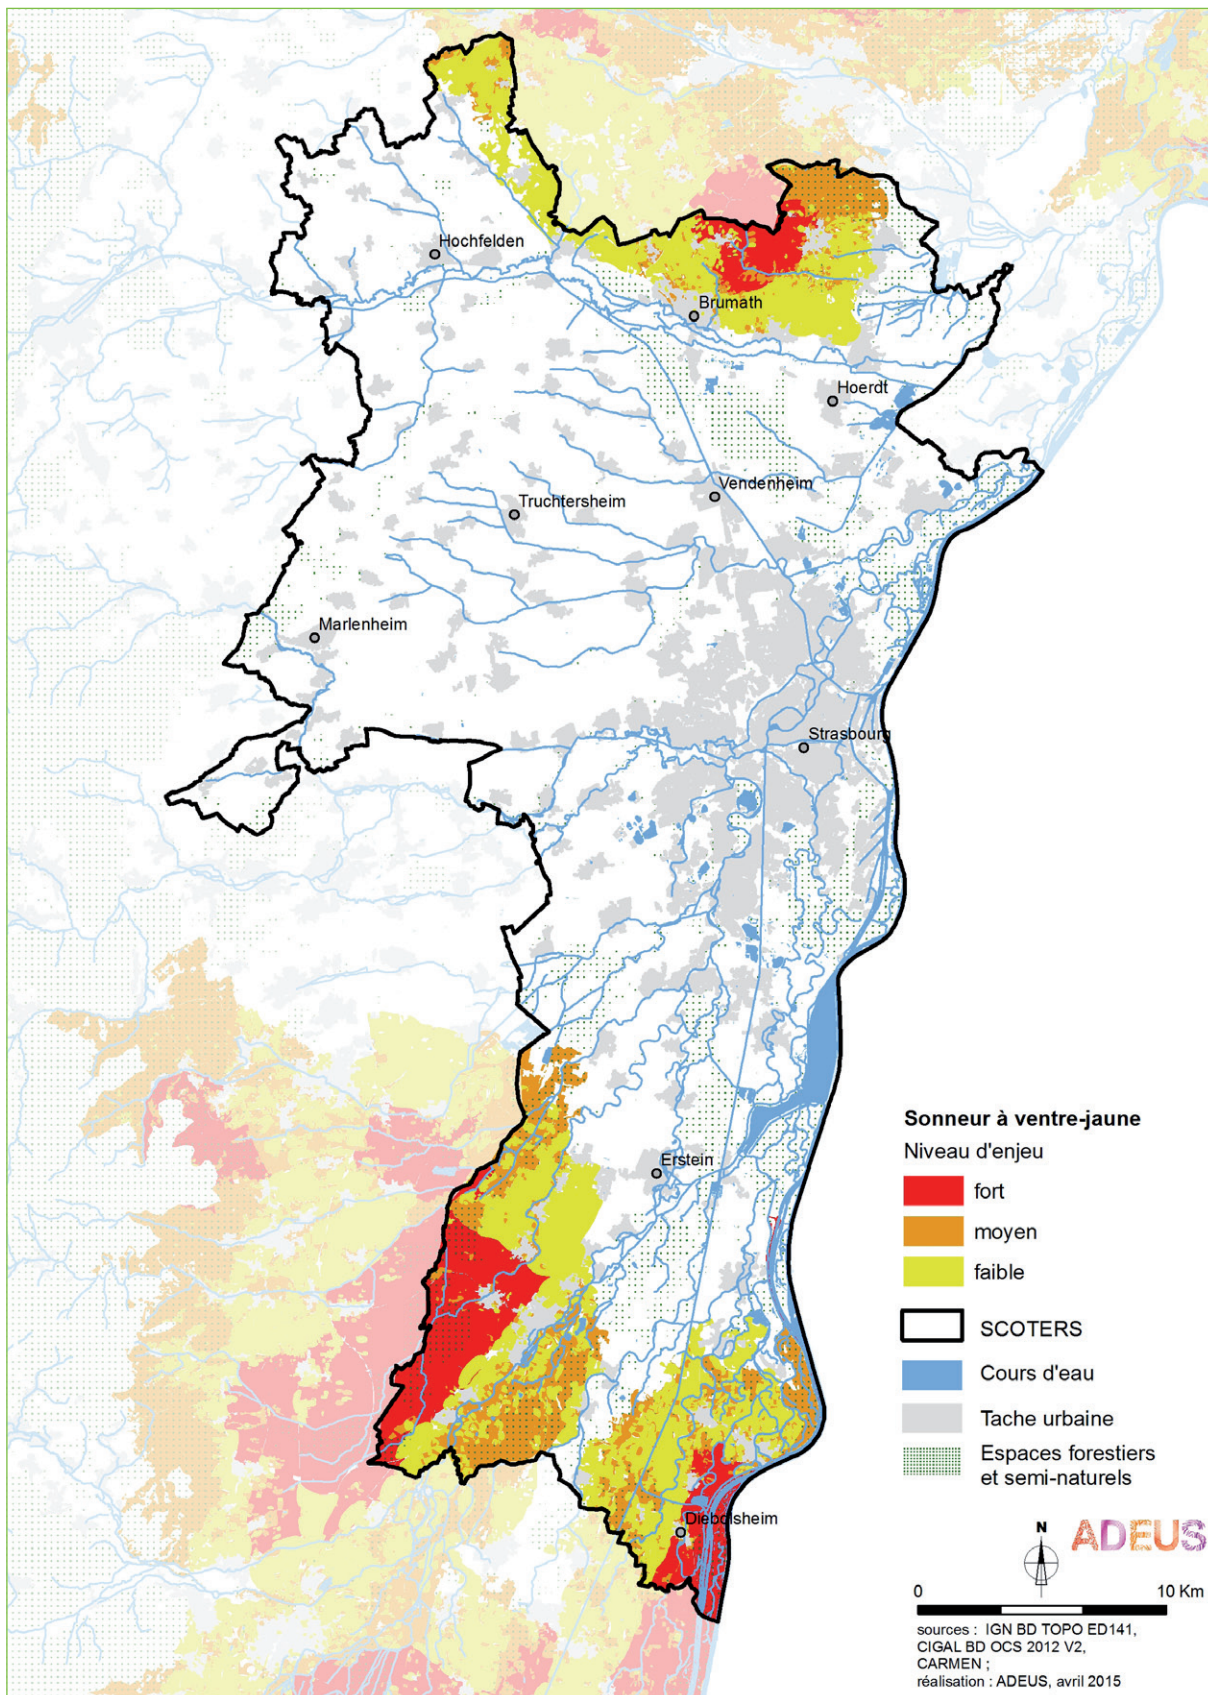 Hochfelden
Brumath
Hoerdt
Vendenheim
Truchtersheim
Marlenheim
Strasbourg
Erstein
Diebolsheim
Sonneur à ventre-jaune
Niveau d'enjeu
fort
moyen
faible
SCOTERS
Cours d'eau
Tache urbaine
Espaces forestiers
et semi-naturels
N
ADEUS
0 10 Km
sources : IGN BD TOPO ED141,
CIGAL BD OCS 2012 V2,
CARMEN ;
réalisation : ADEUS, avril 2015